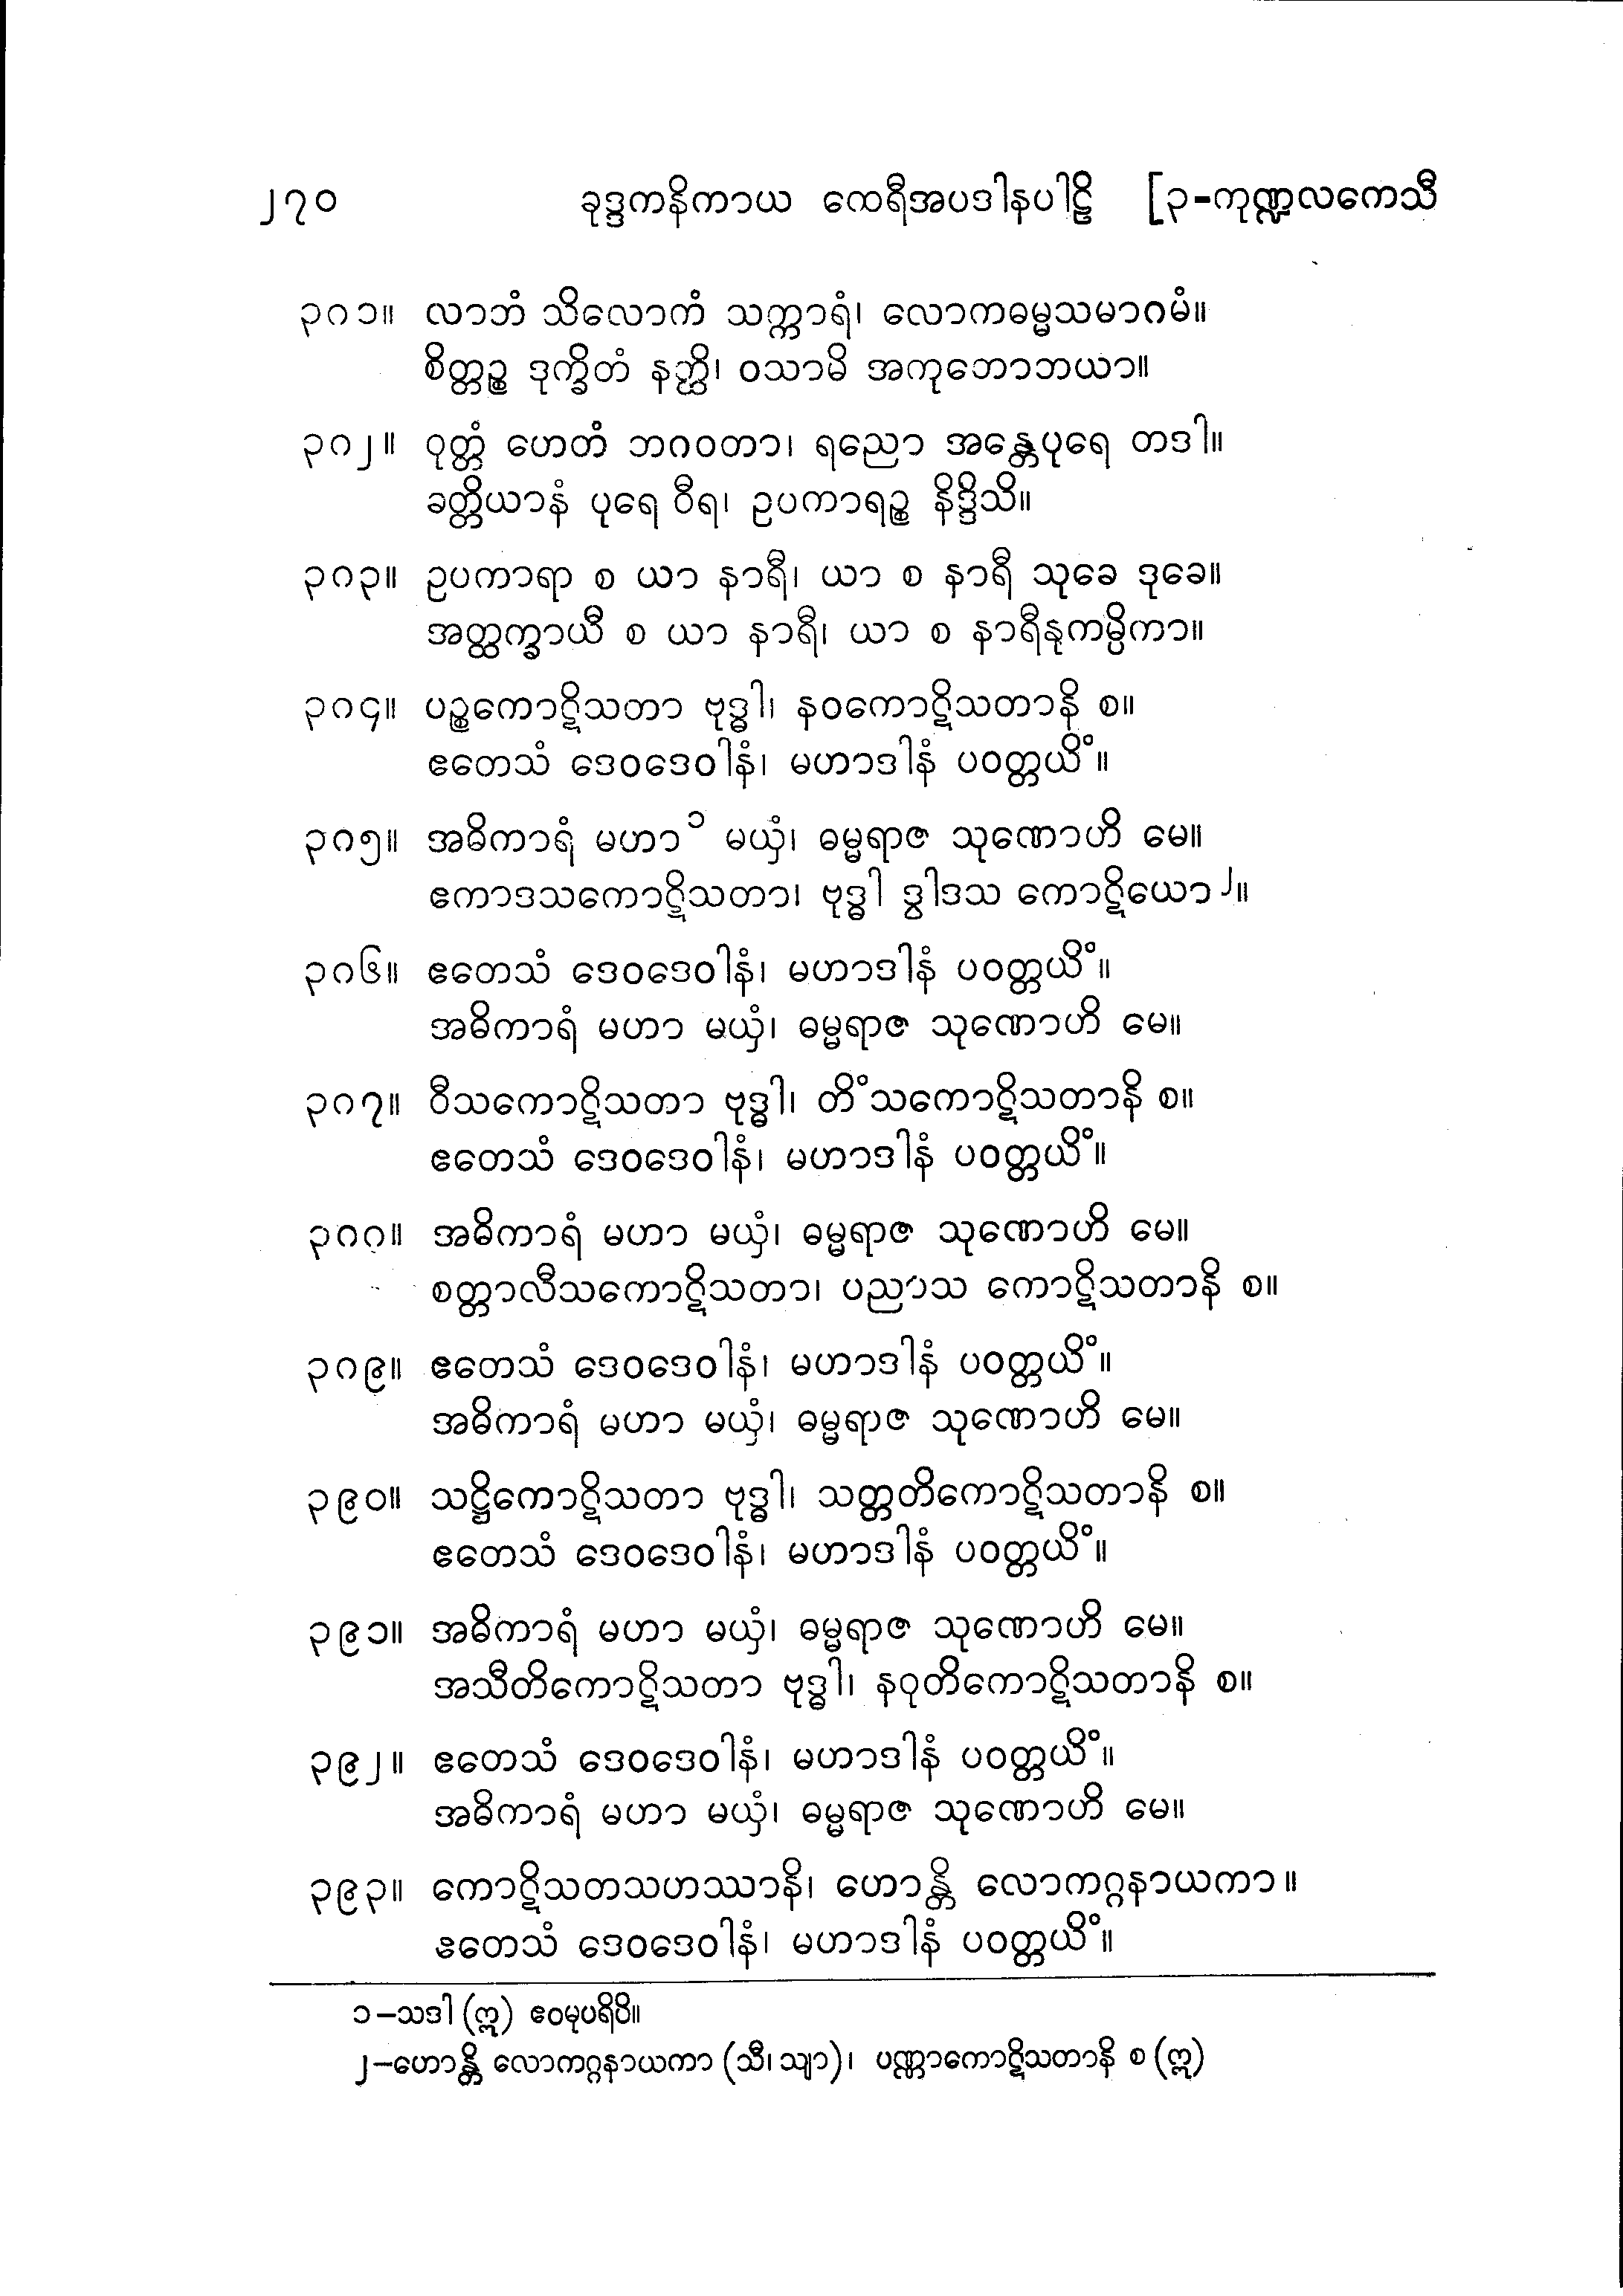 ၂၇၀ ခုဒ္ဒကနိကာယ ထေရီအပဒါနပါဠိ [၃-ကုဏ္ဍလကေသီ
၃၈၁။ လာဘံ သိလောကံ သက္ကာရံ၊ လောကဓမ္မသမာဂမံ။
စိတ္တဉ္စ ဒုက္ခိတံ နတ္ထိ၊ ဝသာမိ အကုတောဘယာ။
၃၈၂။ ဝုတ္တံ ဟေတံ ဘဂဝတာ၊ ရညော အန္တေပုရေ တဒါ။
ခတ္တိယာနံ ပုရေ ဝီရ၊ ဥပကာရဉ္စ နိဒ္ဒိသိ။
၃၈၃။ ဥပကာရာ စ ယာ နာရီ၊ ယာ စ နာရီ သုခေ ဒုခေ။
အတ္ထက္ခာယီ စ ယာ နာရီ၊ ယာ စ နာရီနုကမ္ပိကာ။
၃၈၄။ ပဉ္စကောဋိသတာ ဗုဒ္ဓါ၊ နဝကောဋိသတာနိ စ။
ဧတေသံ ဒေဝဒေဝါနံ၊ မဟာဒါနံ ပဝတ္တယိံ။
၃၈၅။ အဓိကာရံ မဟာ၁ မယှံ၊ ဓမ္မရာဇ သုဏောဟိ မေ။
ဧကာဒသကောဋိသတာ၊ ဗုဒ္ဓါ ဒွါဒသ ကောဋိယော၂။
၃၈၆။ ဧတေသံ ဒေဝဒေဝါနံ၊ မဟာဒါနံ ပဝတ္တယိံ။
အဓိကာရံ မဟာ မယှံ၊ ဓမ္မရာဇ သုဏောဟိ မေ။
၃၈၇။ ဝီသကောဋိသတာ ဗုဒ္ဓါ၊ တိံသကောဋိသတာနိ စ။
ဧတေသံ ဒေဝဒေဝါနံ၊ မဟာဒါနံ ပဝတ္တယိံ။
၃၈၈။ အဓိကာရံ မဟာ မယှံ၊ ဓမ္မရာဇ သုဏောဟိ မေ။
စတ္တာလီသကောဋိသတာ၊ ပညာသ ကောဋိသတာနိ စ။
၃၈၉။ ဧတေသံ ဒေဝဒေဝါနံ၊ မဟာဒါနံ ပဝတ္တယိံ။
အဓိကာရံ မဟာ မယှံ၊ ဓမ္မရာဇ သုဏောဟိ မေ။
၃၉၀။ သဋ္ဌိကောဋိသတာ ဗုဒ္ဓါ၊ သတ္တတိကောဋိသတာနိ စ။
ဧတေသံ ဒေဝဒေဝါနံ၊ မဟာဒါနံ ပဝတ္တယိံ။
၃၉၁။ အဓိကာရံ မဟာ မယှံ၊ ဓမ္မရာဇ သုဏောဟိ မေ။
အသီတိကောဋိသတာ ဗုဒ္ဓါ၊ နဝုတိကောဋိသတာနိ စ။
၃၉၂။ ဧတေသံ ဒေဝဒေဝါနံ၊ မဟာဒါနံ ပဝတ္တယိံ။
အဓိကာရံ မဟာ မယှံ၊ ဓမ္မရာဇ သုဏောဟိ မေ။
၃၉၃။ ကောဋိသတသဟဿာနိ၊ ဟောန္တိ လောကဂ္ဂနာယကာ။
ဧတေသံ ဒေဝဒေဝါနံ၊ မဟာဒါနံ ပဝတ္တယိံ။
၁–သဒါ (ဣ) ဧဝမုပရိပိ။
၂–ဟောန္တိ လောကဂ္ဂနာယကာ (သီ၊ သျာ)၊ ပဏ္ဏာကောဋိသတာနိ စ (ဣ)